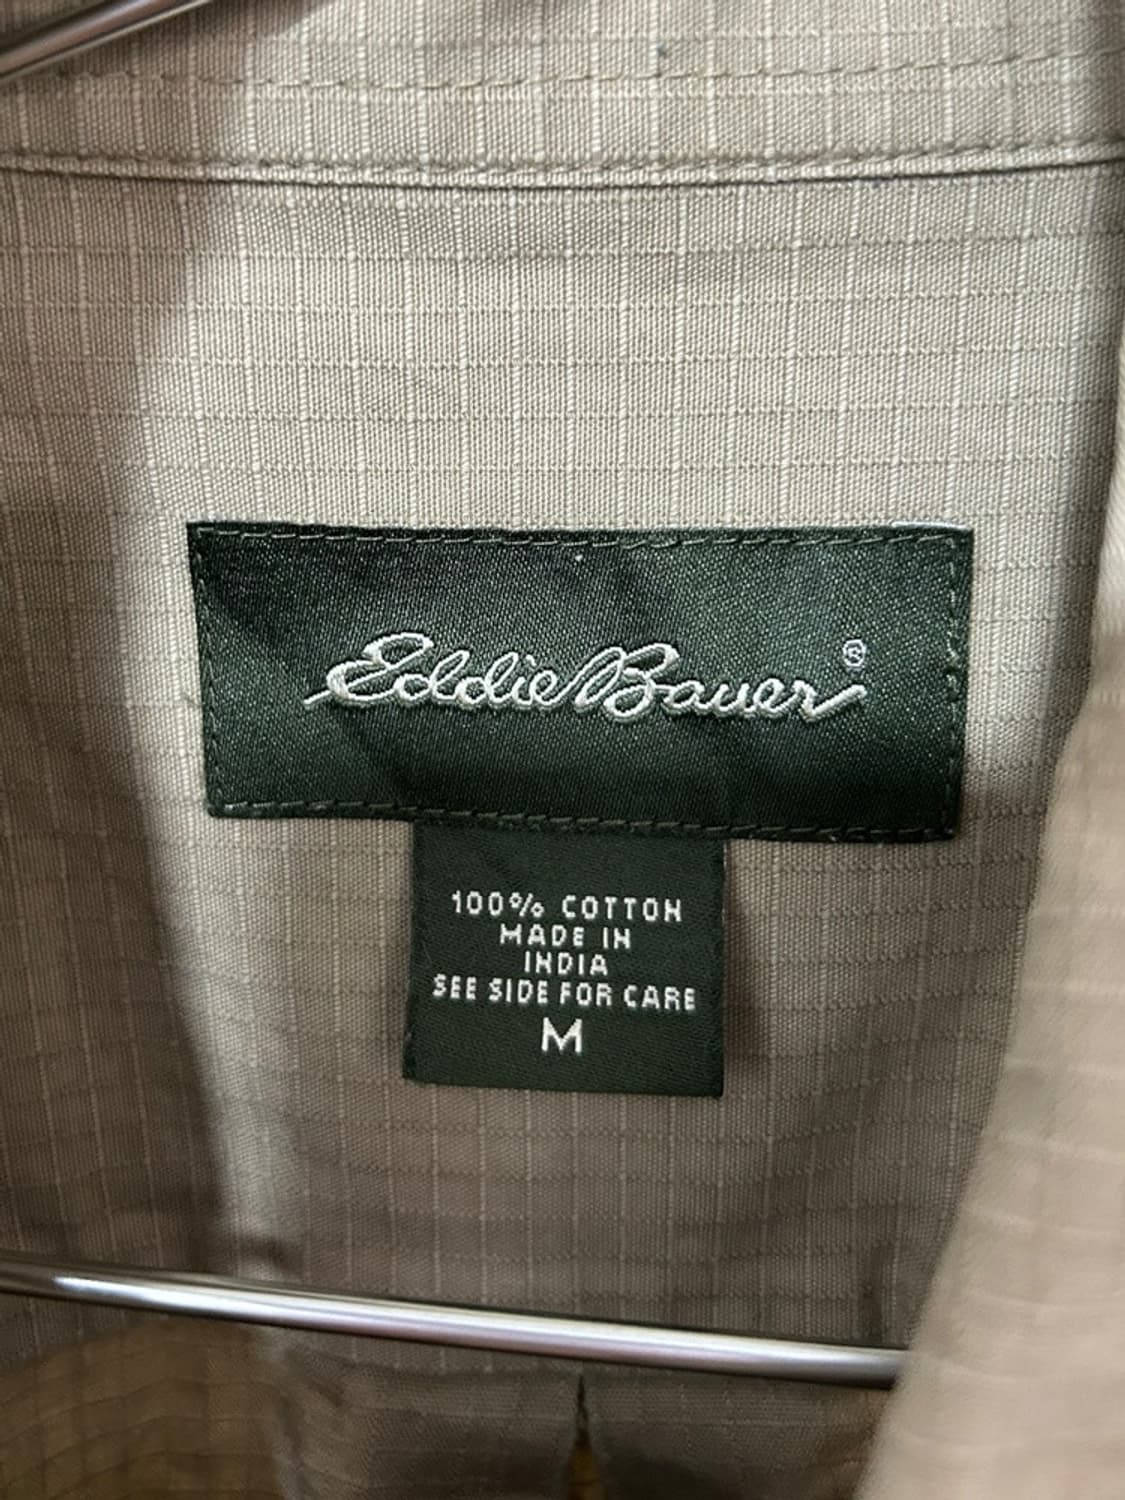 Eddie Bauer®
100% COTTON
MADE IN
INDIA
SEE SIDE FOR CARE
M